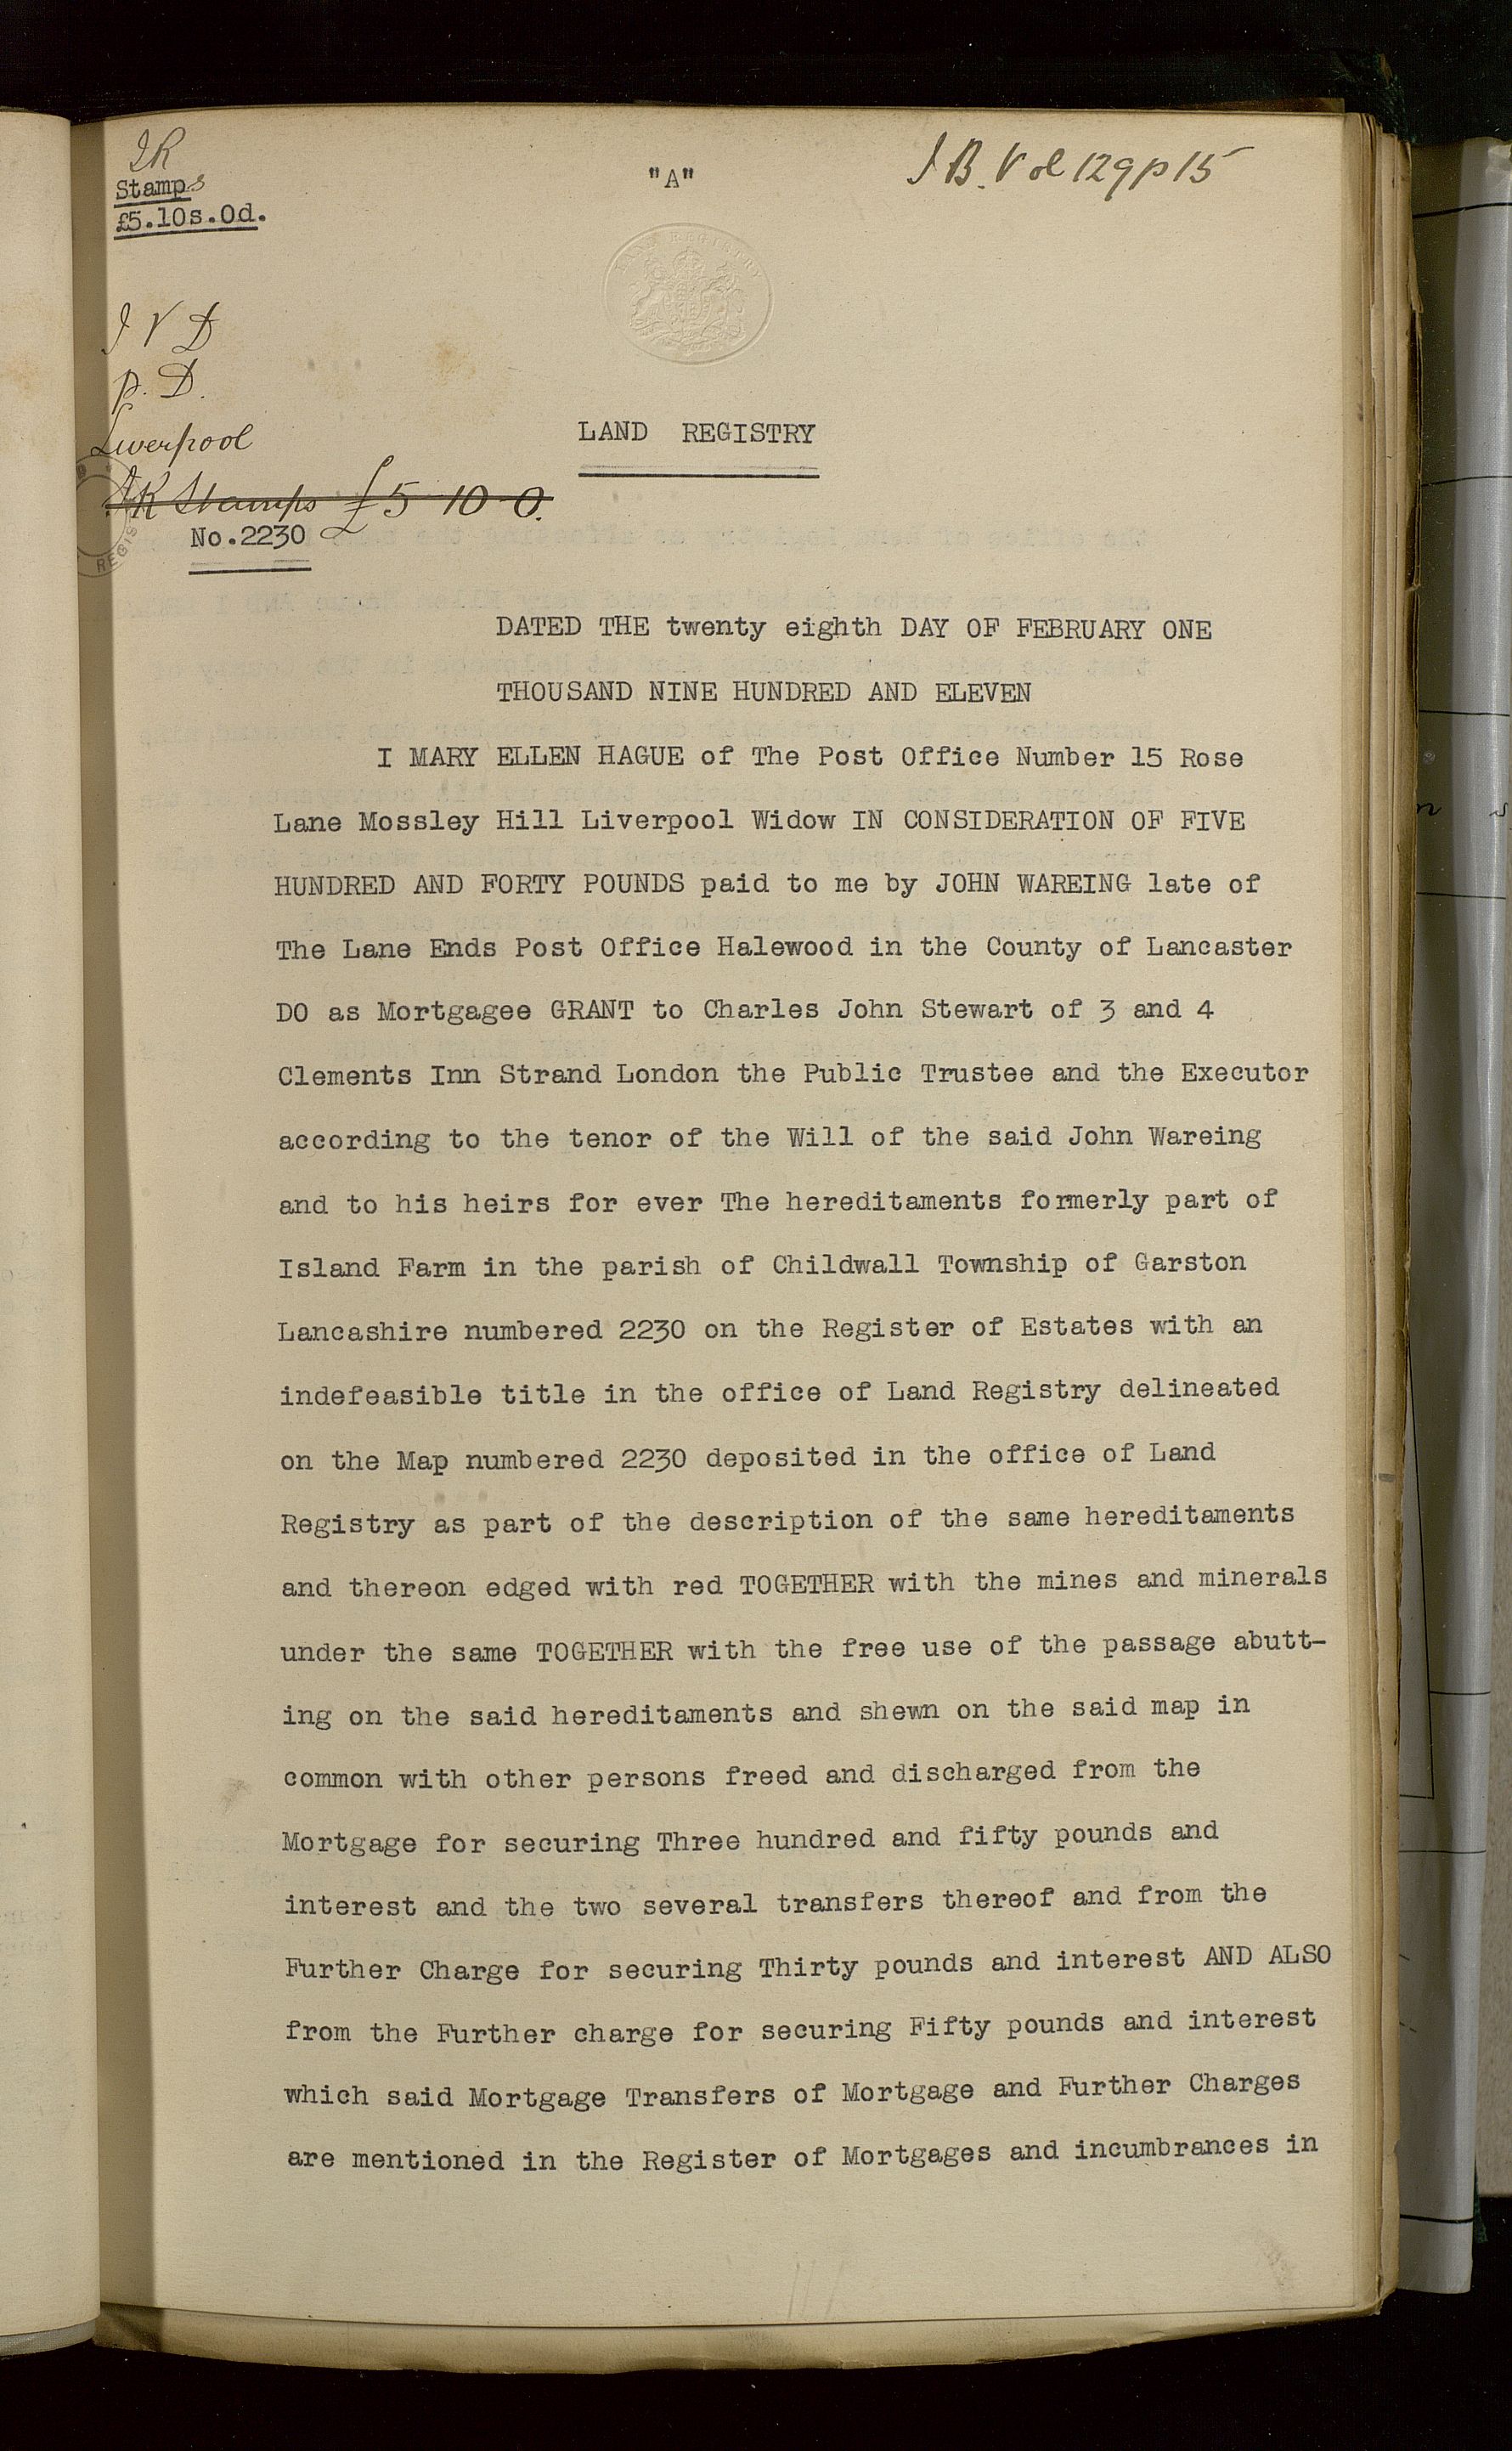 IR
Stamps
£5.10s.0d.
"A"
I B. Vol 129 p 15
I V D
P. D.
Liverpool
LAND REGISTRY
IR Stamps £5-10-0.
No.2230
DATED THE twenty eighth DAY OF FEBRUARY ONE
THOUSAND NINE HUNDRED AND ELEVEN
I MARY ELLEN HAGUE of The Post Office Number 15 Rose
Lane Mossley Hill Liverpool Widow IN CONSIDERATION OF FIVE
HUNDRED AND FORTY POUNDS paid to me by JOHN WAREING late of
The Lane Ends Post Office Halewood in the County of Lancaster
DO as Mortgagee GRANT to Charles John Stewart of 3 and 4
Clements Inn Strand London the Public Trustee and the Executor
according to the tenor of the Will of the said John Wareing
and to his heirs for ever The hereditaments formerly part of
Island Farm in the parish of Childwall Township of Garston
Lancashire numbered 2230 on the Register of Estates with an
indefeasible title in the office of Land Registry delineated
on the Map numbered 2230 deposited in the office of Land
Registry as part of the description of the same hereditaments
and thereon edged with red TOGETHER with the mines and minerals
under the same TOGETHER with the free use of the passage abutt-
ing on the said hereditaments and shewn on the said map in
common with other persons freed and discharged from the
Mortgage for securing Three hundred and fifty pounds and
interest and the two several transfers thereof and from the
Further Charge for securing Thirty pounds and interest AND ALSO
from the Further charge for securing Fifty pounds and interest
which said Mortgage Transfers of Mortgage and Further Charges
are mentioned in the Register of Mortgages and incumbrances in